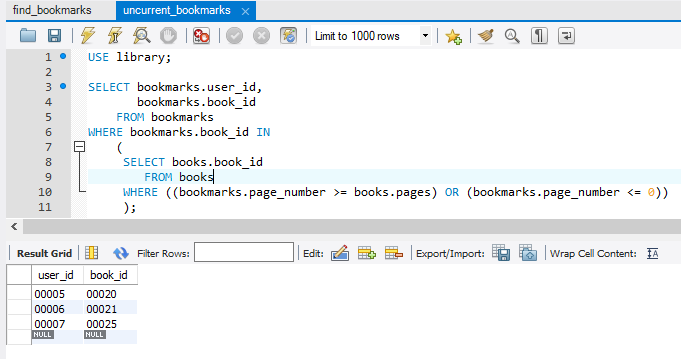 find_bookmarks uncurrent_bookmarks
Limit to 1000 rows
1 USE library;
2
3 SELECT bookmarks.user_id,
4 bookmarks.book_id
5 FROM bookmarks
6 WHERE bookmarks.book_id IN
7 (
8 SELECT books.book_id
9 FROM books
10 WHERE ((bookmarks.page_number >= books.pages) OR (bookmarks.page_number <= 0))
11 );
Result Grid Filter Rows: Edit: Export/Import: Wrap Cell Content: IA
user_id book_id
00005 00020
00006 00021
00007 00025
NULL NULL